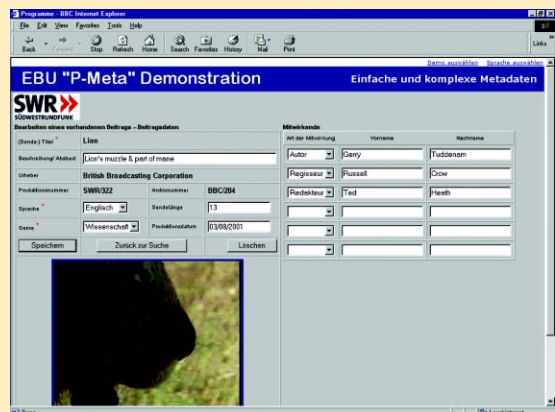 Programme - BBC Internet Explorer
File Edit View Favorites Tools Help
Back Forward Stop Refresh Home Search Favorites History Mail Print Links
Demo auswählen Sprache auswählen
EBU "P-Meta" Demonstration Einfache und komplexe Metadaten
SWR»
SÜDWESTRUNDFUNK
Bearbeiten eines vorhandenen Beitrags – Beitragsdaten
(Sende-) Titel * Lion
Beschreibung/ Abstract Lion's muzzle & part of mane
Urheber British Broadcasting Corporation
Produktionsnummer SWR/322 Archivnummer BBC/204
Sprache * Englisch Sendelänge 13
Genre * Wissenschaft Produktionsdatum 03/08/2001
Speichern Zurück zur Suche Löschen
Mitwirkende
Art der Mitwirkung Vorname Nachname
Autor Gerry Tuddenam
Regisseur Russell Crow
Redakteur Ted Heath